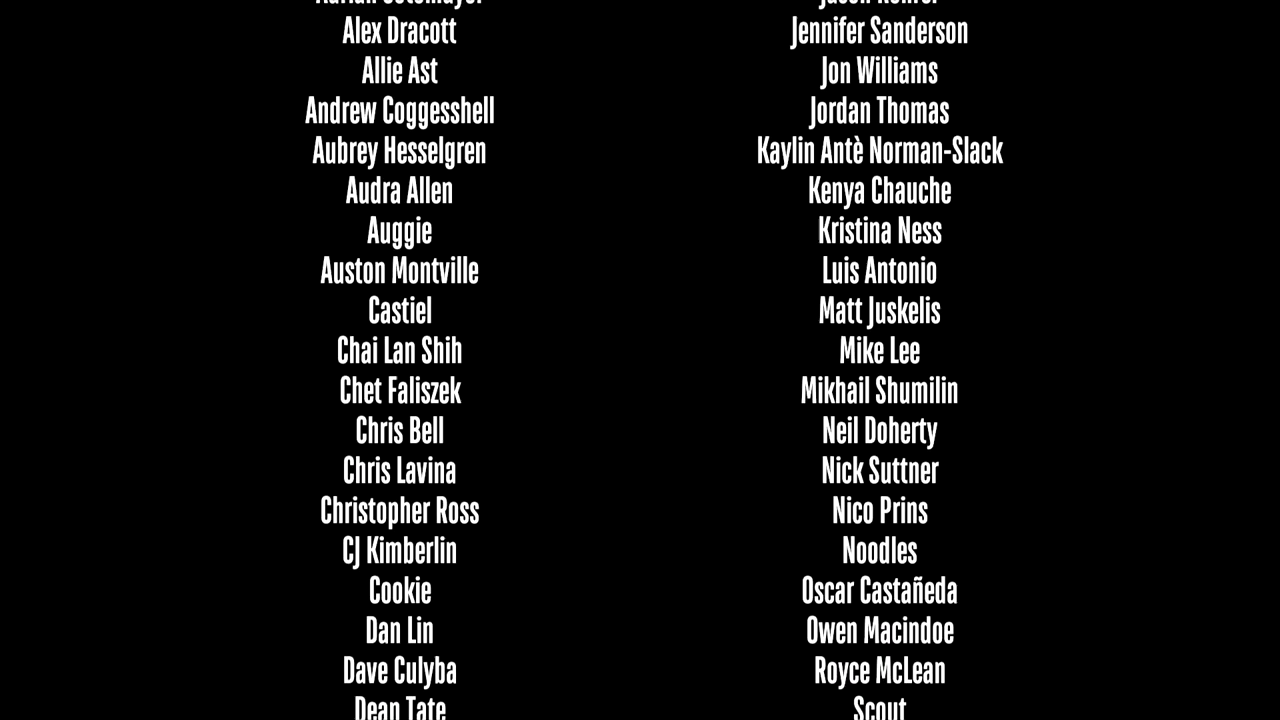 Alex Dracott
Allie Ast
Andrew Coggesshell
Aubrey Hesselgren
Audra Allen
Auggie
Auston Montville
Castiel
Chai Lan Shih
Chet Faliszek
Chris Bell
Chris Lavina
Christopher Ross
CJ Kimberlin
Cookie
Dan Lin
Dave Culyba
Dean Tate
Jennifer Sanderson
Jon Williams
Jordan Thomas
Kaylin Antè Norman-Slack
Kenya Chauche
Kristina Ness
Luis Antonio
Matt Juskelis
Mike Lee
Mikhail Shumilin
Neil Doherty
Nick Suttner
Nico Prins
Noodles
Oscar Castañeda
Owen Macindoe
Royce McLean
Scout